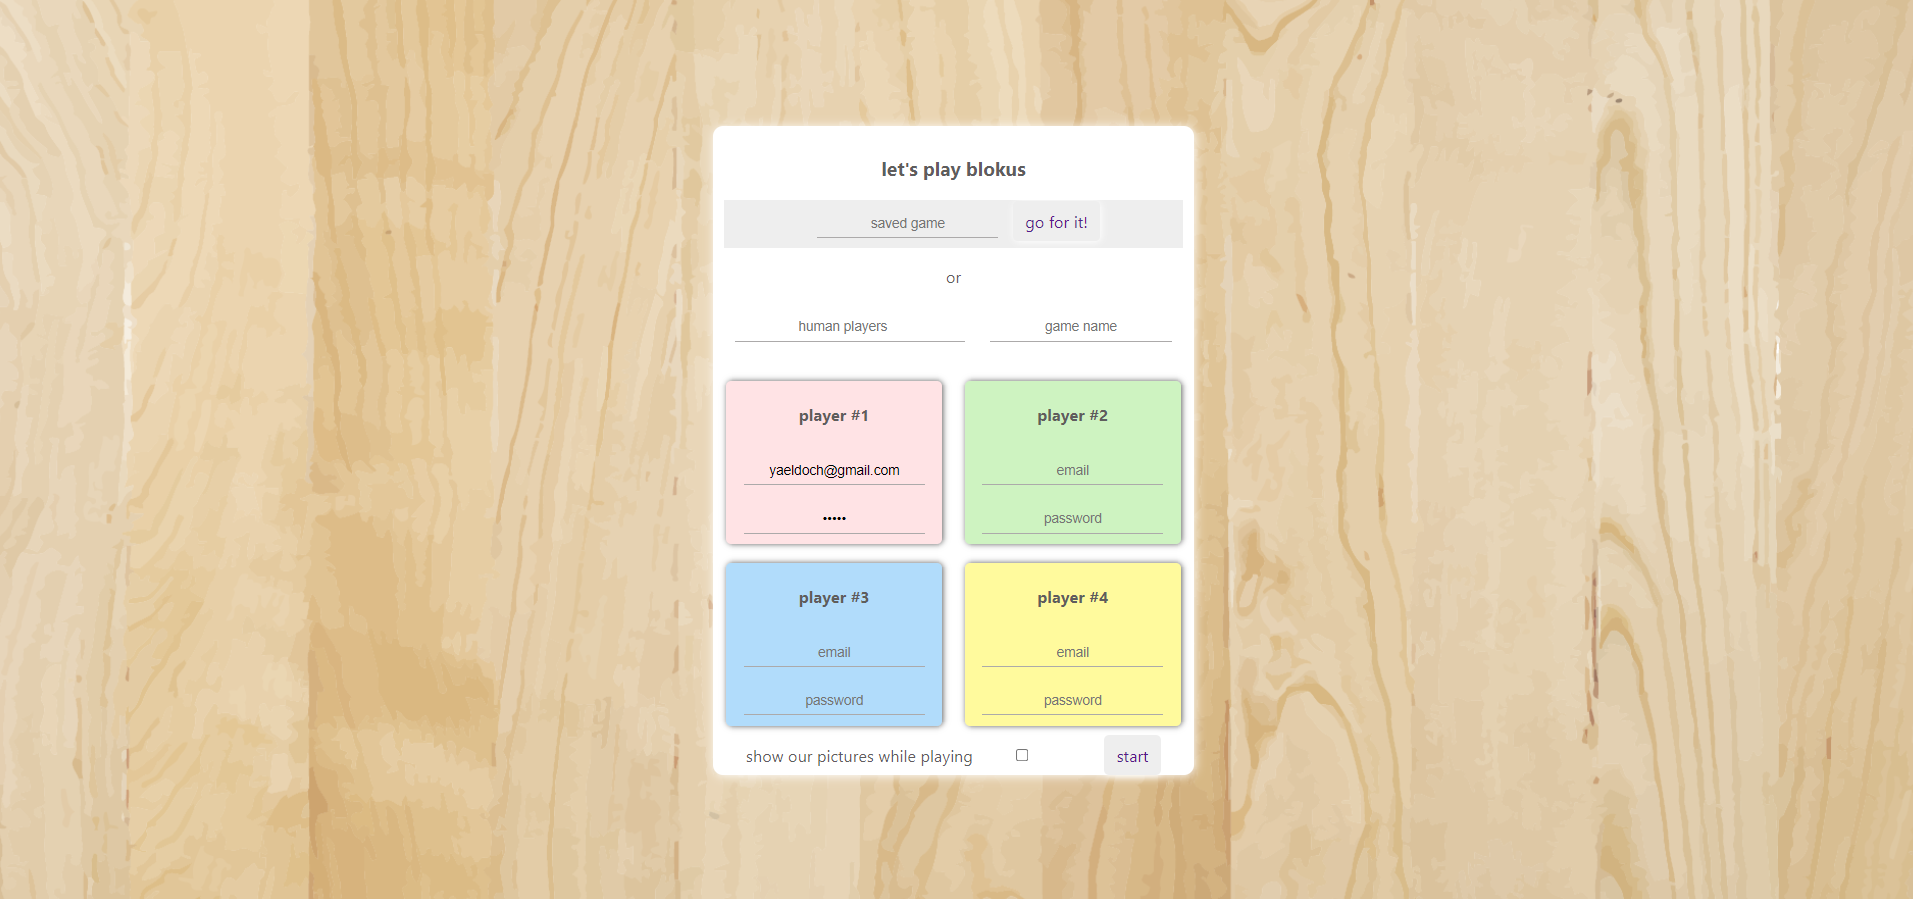 let's play blokus
saved game go for it!
or
human players game name
player #1 player #2
yaeldoch@gmail.com email
••••• password
player #3 player #4
email email
password password
show our pictures while playing start